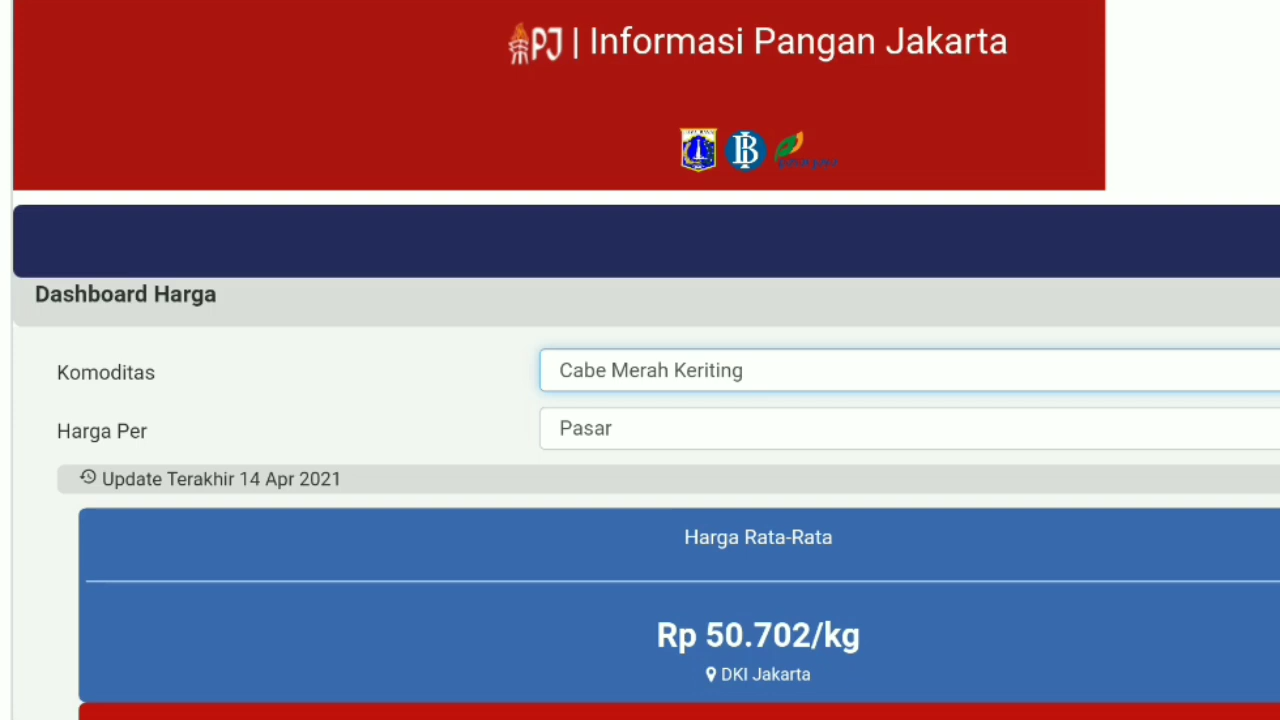 PJ | Informasi Pangan Jakarta
Dashboard Harga
Komoditas
Cabe Merah Keriting
Harga Per
Pasar
Update Terakhir 14 Apr 2021
Harga Rata-Rata
Rp 50.702/kg
DKI Jakarta